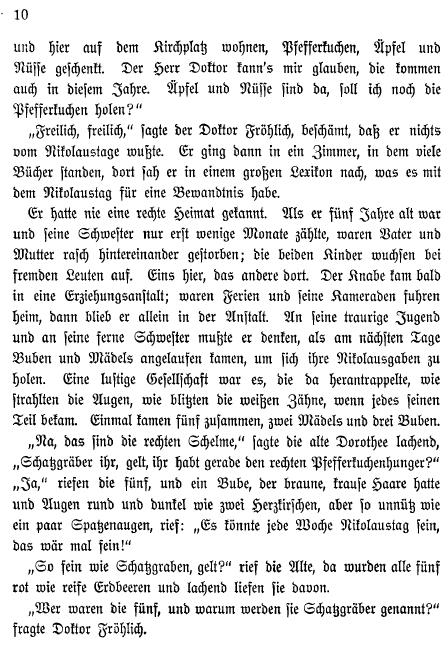 10
und hier auf dem Kirchplatz wohnen, Pfefferkuchen, Äpfel und
Nüsse geschenkt. Der Herr Doktor kann's mir glauben, die kommen
auch in diesem Jahre. Äpfel und Nüsse sind da, soll ich noch die
Pfefferkuchen holen?"
„Freilich, freilich," sagte der Doktor Fröhlich, beschämt, daß er nichts
vom Nikolaustage wußte. Er ging dann in ein Zimmer, in dem viele
Bücher standen, dort sah er in einem großen Lexikon nach, was es mit
dem Nikolaustag für eine Bewandtnis habe.
Er hatte nie eine rechte Heimat gekannt. Als er fünf Jahre alt war
und seine Schwester nur erst wenige Monate zählte, waren Vater und
Mutter rasch hintereinander gestorben; die beiden Kinder wuchsen bei
fremden Leuten auf. Eins hier, das andere dort. Der Knabe kam bald
in eine Erziehungsanstalt; waren Ferien und seine Kameraden fuhren
heim, dann blieb er allein in der Anstalt. An seine traurige Jugend
und an seine ferne Schwester mußte er denken, als am nächsten Tage
Buben und Mädels angelaufen kamen, um sich ihre Nikolausgaben zu
holen. Eine lustige Gesellschaft war es, die da herantrappelte, wie
strahlten die Augen, wie blitzten die weißen Zähne, wenn jedes seinen
Teil bekam. Einmal kamen fünf zusammen, zwei Mädels und drei Buben.
„Na, das sind die rechten Schelme," sagte die alte Dorothee lachend,
„Schatzgräber ihr, gelt, ihr habt gerade den rechten Pfefferkuchenhunger?"
„Ja," riefen die fünf, und ein Bube, der braune, krause Haare hatte
und Augen rund und dunkel wie zwei Herzkirschen, aber so unnütz wie
ein paar Spatzenaugen, rief: „Es könnte jede Woche Nikolaustag sein,
das wär mal fein!"
„So fein wie Schatzgraben, gelt?" rief die Alte, da wurden alle fünf
rot wie reife Erdbeeren und lachend liefen sie davon.
„Wer waren die fünf, und warum werden sie Schatzgräber genannt?"
fragte Doktor Fröhlich.